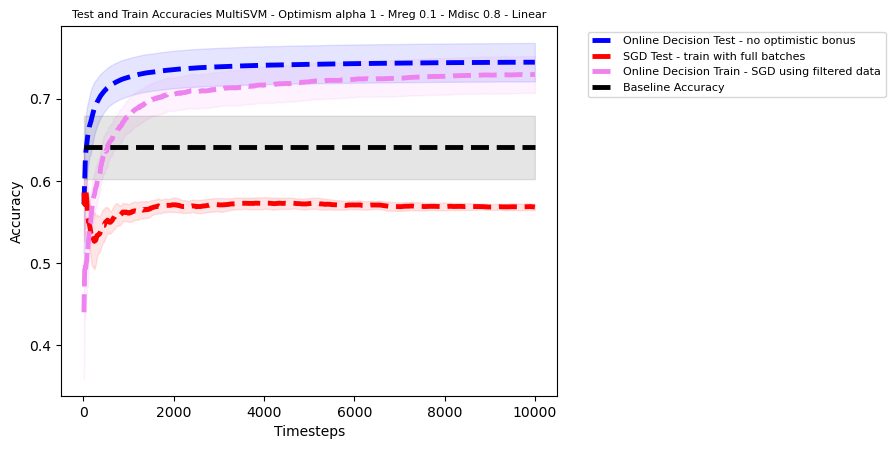 Test and Train Accuracies MultiSVM - Optimism alpha 1 - Mreg 0.1 - Mdisc 0.8 - Linear
Online Decision Test - no optimistic bonus
SGD Test - train with full batches
Online Decision Train - SGD using filtered data
Baseline Accuracy
Accuracy
0.7
0.6
0.5
0.4
0
2000
4000
6000
8000
10000
Timesteps